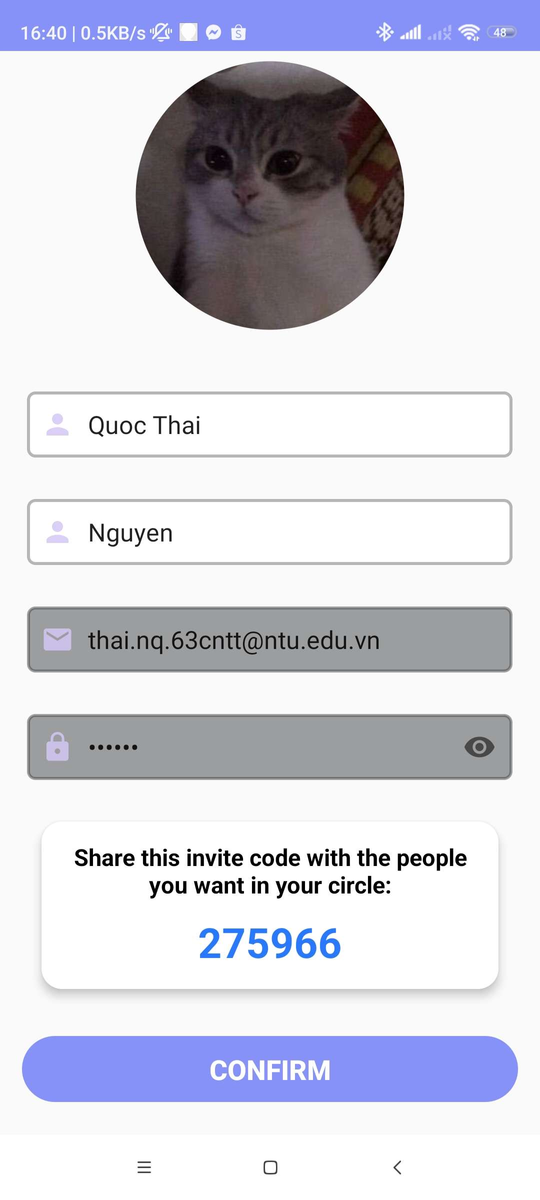 16:40 | 0.5KB/s 48
Quoc Thai
Nguyen
thai.nq.63cntt@ntu.edu.vn
••••••
Share this invite code with the people
you want in your circle:
275966
CONFIRM